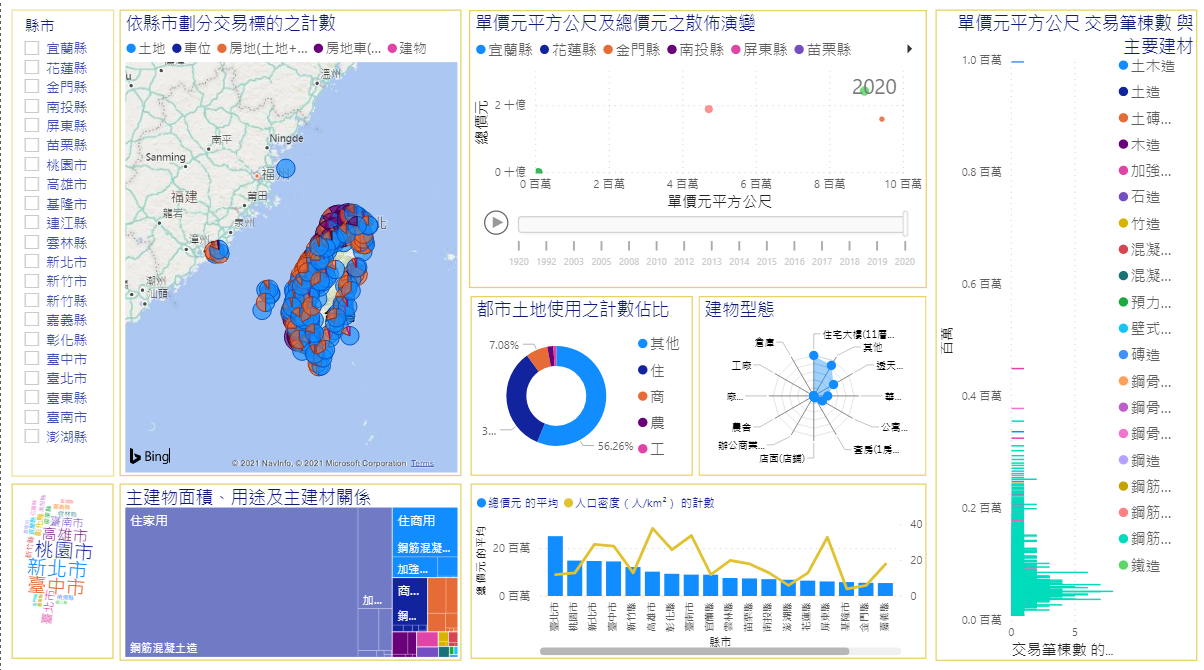 縣市
宜蘭縣
花蓮縣
金門縣
南投縣
屏東縣
苗栗縣
桃園市
高雄市
基隆市
連江縣
雲林縣
新北市
新竹市
新竹縣
嘉義縣
彰化縣
臺中市
臺北市
臺東縣
臺南市
澎湖縣
依縣市劃分交易標的之計數
土地 車位 房地(土地+... 房地車(... 建物
溫州
南平
Ningde
Sanming
福州
福建
莆田
龍岩
泉州
漳州
潮州
汕頭
北
Bing
© 2021 NavInfo, © 2021 Microsoft Corporation Terms
單價元平方公尺及總價元之散佈演變
宜蘭縣 花蓮縣 金門縣 南投縣 屏東縣 苗栗縣
2020
總價元
2 十億
0 十億
0 百萬 2 百萬 4 百萬 6 百萬 8 百萬 10 百萬
單價元平方公尺
1920 1992 2003 2005 2008 2010 2012 2013 2014 2015 2016 2017 2018 2019 2020
都市土地使用之計數佔比
7.08%
3...
56.26%
其他
住
商
農
工
建物型態
住宅大樓(11層...
其他
透天...
華...
公寓...
套房(1房...
店面(店鋪)
辦公商業...
農舍
廠...
工廠
倉庫
單價元平方公尺 交易筆棟數 與
主要建材
土木造
土造
土磚...
木造
加強...
石造
竹造
混凝...
混凝...
預力...
壁式...
磚造
鋼骨...
鋼骨...
鋼骨...
鋼造
鋼筋...
鋼筋...
鋼筋...
鐵造
百萬
1.0 百萬
0.8 百萬
0.6 百萬
0.4 百萬
0.2 百萬
0.0 百萬
0 5
交易筆棟數 的...
臺南市
高雄市
桃園市
新北市
臺中市
臺北市
主建物面積、用途及主建材關係
住家用
鋼筋混凝土造
加...
住商用
鋼筋混凝...
加強...
商...
鋼...
總價元 的平均 人口密度（人/km²）的計數
總價元 的平均
20 百萬
0 百萬
40
20
0
臺北市
桃園市
新北市
臺中市
新竹縣
高雄市
彰化縣
臺南市
宜蘭縣
雲林縣
苗栗縣
南投縣
澎湖縣
花蓮縣
屏東縣
基隆市
金門縣
嘉義縣
縣市